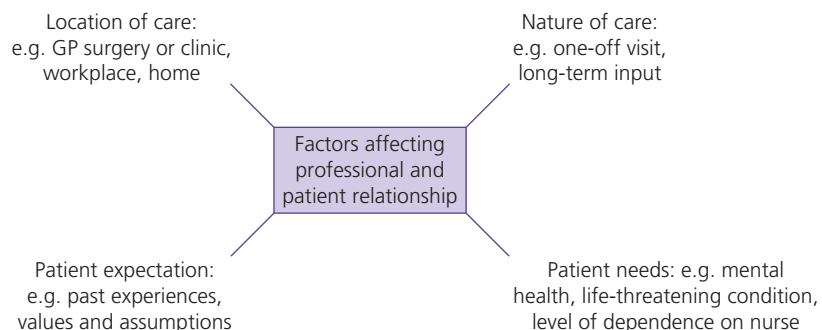 Location of care:
e.g. GP surgery or clinic,
workplace, home
Nature of care:
e.g. one-off visit,
long-term input
Factors affecting
professional and
patient relationship
Patient expectation:
e.g. past experiences,
values and assumptions
Patient needs: e.g. mental
health, life-threatening condition,
level of dependence on nurse